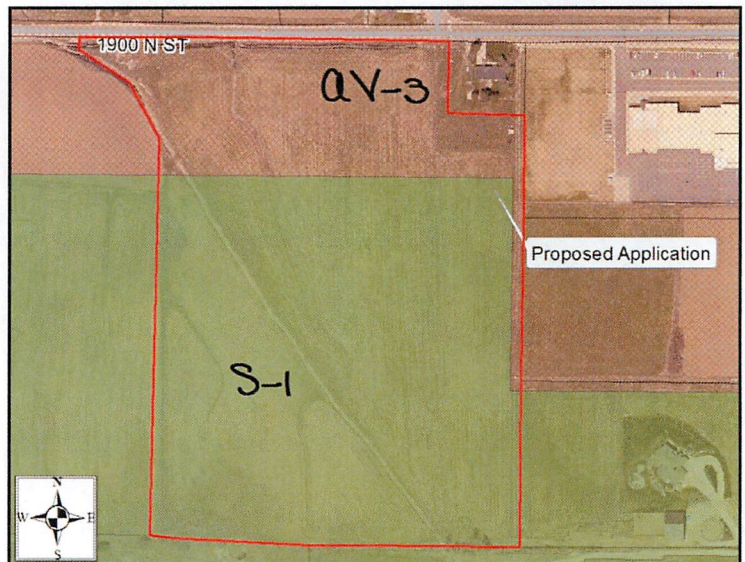 1900 N ST
aV-3
Proposed Application
S-1
N
W E
S